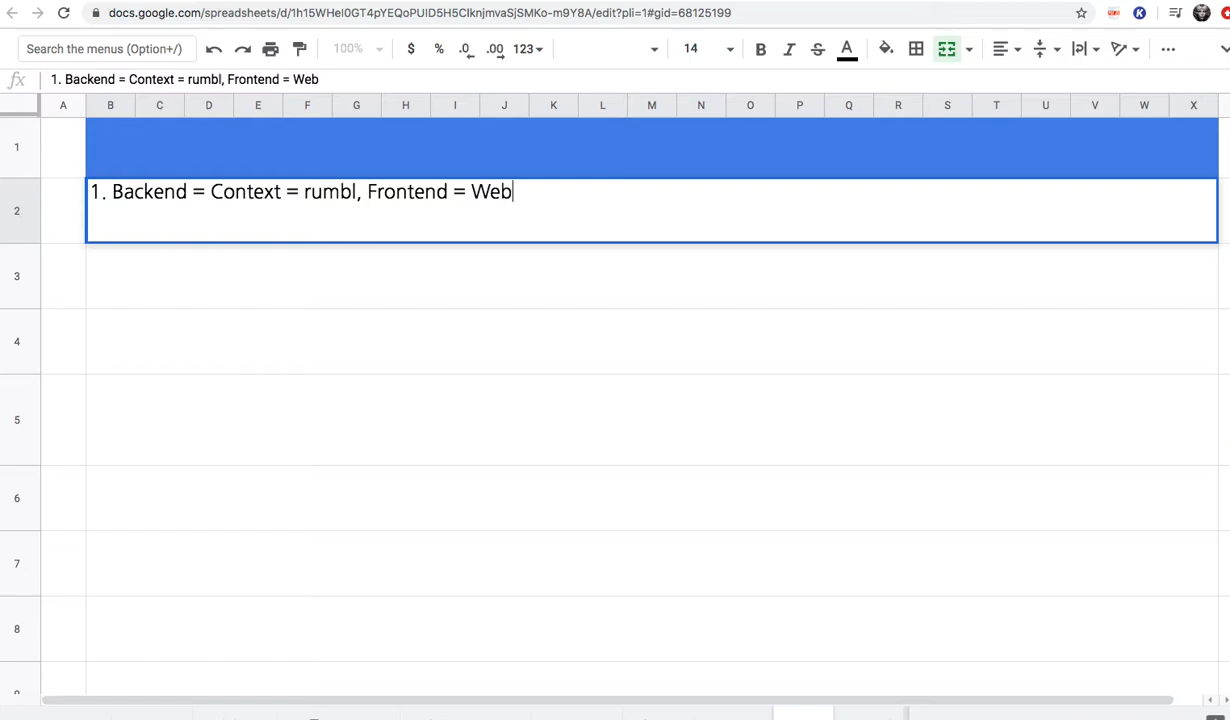 docs.google.com/spreadsheets/d/1h15WHeI0GT4pYEQoPUID5H5CIknjmvaSjSMKo-m9Y8A/edit?pli=1#gid=68125199
Search the menus (Option+/) 100% $ % .0 .00 123 14 B I S A
fx 1. Backend = Context = rumbl, Frontend = Web
A B C D E F G H I J K L M N O P Q R S T U V W X
1
2 1. Backend = Context = rumbl, Frontend = Web
3
4
5
6
7
8